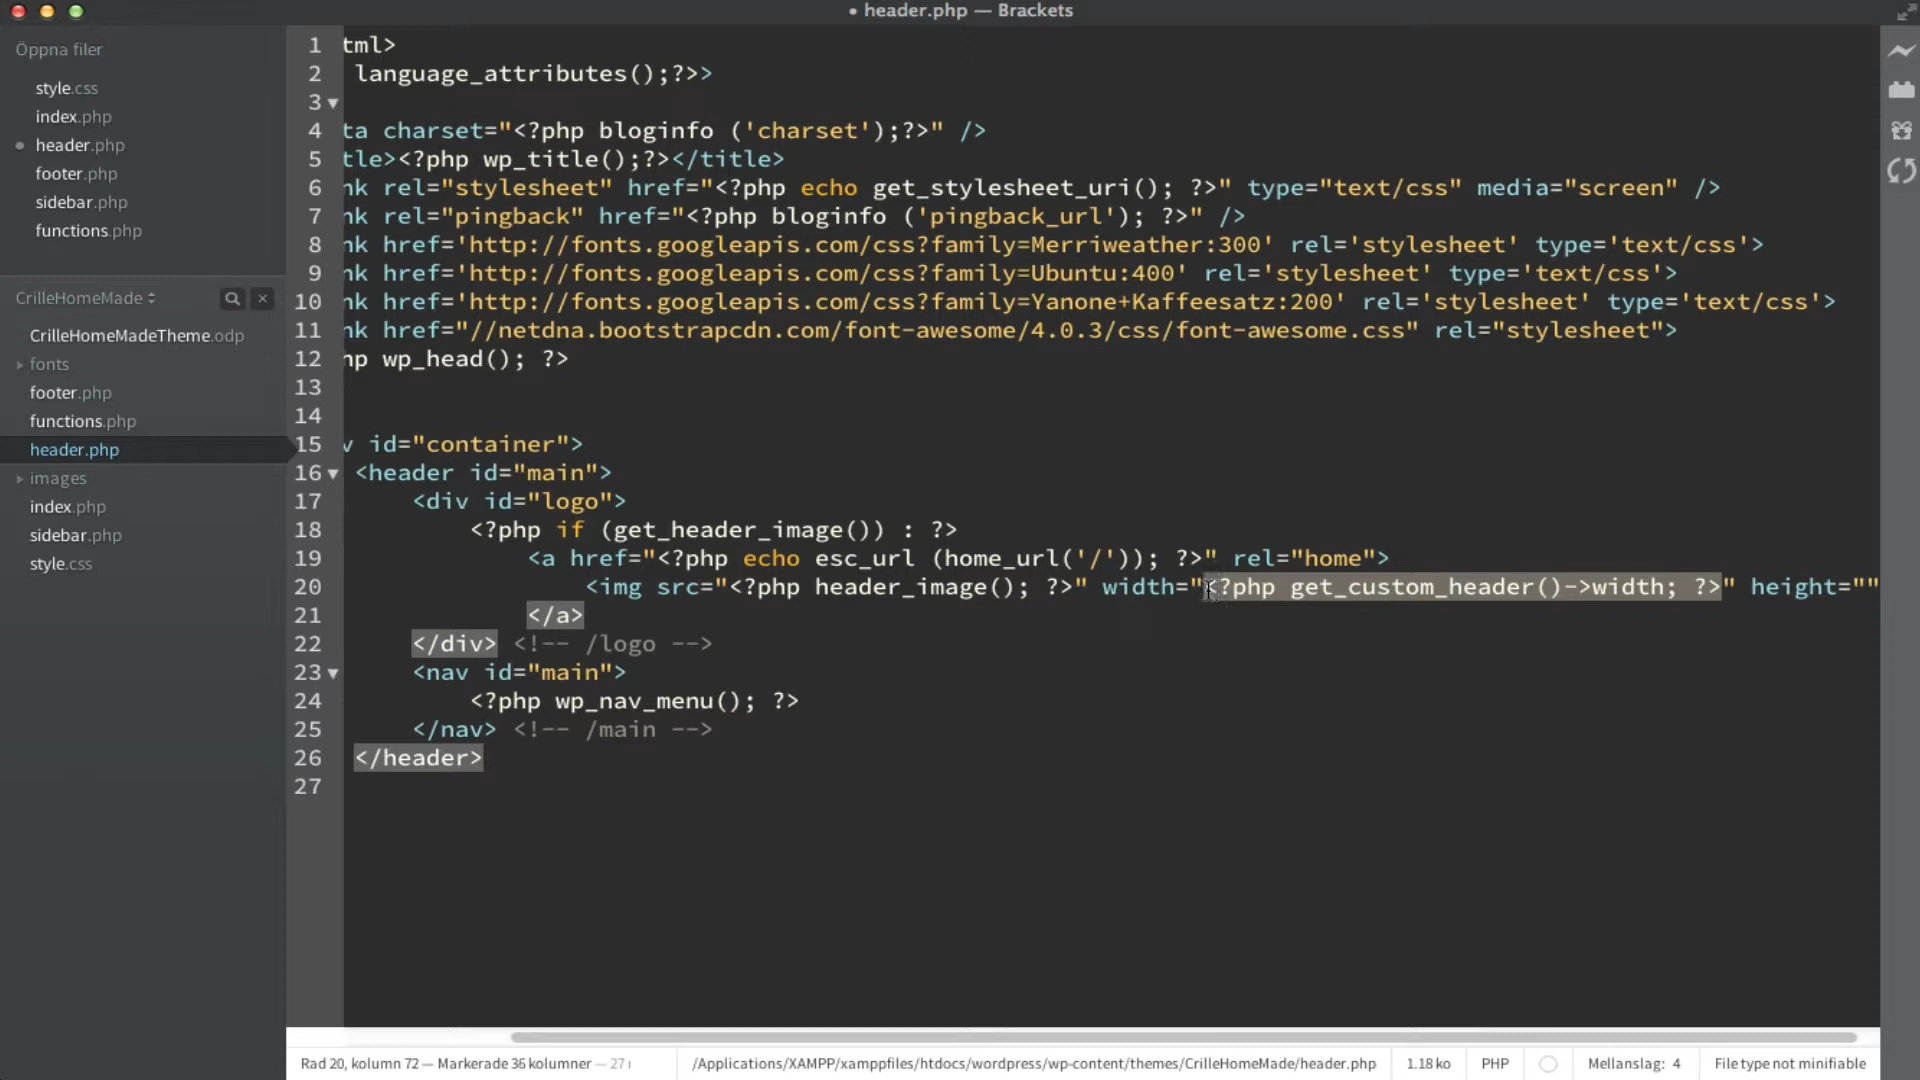 • header.php — Brackets
Öppna filer
style.css
index.php
header.php
footer.php
sidebar.php
functions.php
CrilleHomeMade
CrilleHomeMadeTheme.odp
fonts
footer.php
functions.php
header.php
images
index.php
sidebar.php
style.css
1 tml>
2 language_attributes();?>>
3
4 ta charset="<?php bloginfo ('charset');?>" />
5 tle><?php wp_title();?></title>
6 nk rel="stylesheet" href="<?php echo get_stylesheet_uri(); ?>" type="text/css" media="screen" />
7 nk rel="pingback" href="<?php bloginfo ('pingback_url'); ?>" />
8 nk href='http://fonts.googleapis.com/css?family=Merriweather:300' rel='stylesheet' type='text/css'>
9 nk href='http://fonts.googleapis.com/css?family=Ubuntu:400' rel='stylesheet' type='text/css'>
10 nk href='http://fonts.googleapis.com/css?family=Yanone+Kaffeesatz:200' rel='stylesheet' type='text/css'>
11 nk href="//netdna.bootstrapcdn.com/font-awesome/4.0.3/css/font-awesome.css" rel="stylesheet">
12 hp wp_head(); ?>
13
14
15 v id="container">
16 <header id="main">
17 <div id="logo">
18 <?php if (get_header_image()) : ?>
19 <a href="<?php echo esc_url (home_url('/')); ?>" rel="home">
20 <img src="<?php header_image(); ?>" width="<?php get_custom_header()->width; ?>" height=""
21 </a>
22 </div> <!-- /logo -->
23 <nav id="main">
24 <?php wp_nav_menu(); ?>
25 </nav> <!-- /main -->
26 </header>
27
Rad 20, kolumn 72 — Markerade 36 kolumner — 27 r
/Applications/XAMPP/xamppfiles/htdocs/wordpress/wp-content/themes/CrilleHomeMade/header.php
1.18 ko
PHP
Mellanslag: 4
File type not minifiable